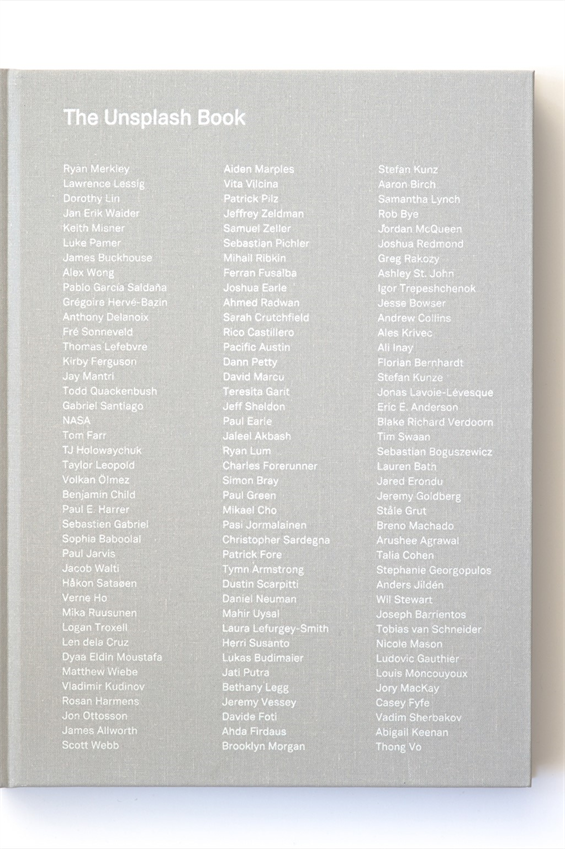 The Unsplash Book
Ryan Merkley
Lawrence Lessig
Dorothy Lin
Jan Erik Waider
Keith Misner
Luke Pamer
James Buckhouse
Alex Wong
Pablo García Saldaña
Grégoire Hervé-Bazin
Anthony Delanoix
Fré Sonneveld
Thomas Lefebvre
Kirby Ferguson
Jay Mantri
Todd Quackenbush
Gabriel Santiago
NASA
Tom Farr
TJ Holowaychuk
Taylor Leopold
Volkan Olmez
Benjamin Child
Paul E. Harrer
Sebastien Gabriel
Sophia Baboolal
Paul Jarvis
Jacob Walti
Håkon Sataøen
Verne Ho
Mika Ruusunen
Logan Troxell
Len dela Cruz
Dyaa Eldin Moustafa
Matthew Wiebe
Vladimir Kudinov
Rosan Harmens
Jon Ottosson
James Allworth
Scott Webb
Aiden Marples
Vita Vilcina
Patrick Pilz
Jeffrey Zeldman
Samuel Zeller
Sebastian Pichler
Mihail Ribkin
Ferran Fusalba
Joshua Earle
Ahmed Radwan
Sarah Crutchfield
Rico Castillero
Pacific Austin
Dann Petty
David Marcu
Teresita Garit
Jeff Sheldon
Paul Earle
Jaleel Akbash
Ryan Lum
Charles Forerunner
Simon Bray
Paul Green
Mikael Cho
Pasi Jormalainen
Christopher Sardegna
Patrick Fore
Tymn Armstrong
Dustin Scarpitti
Daniel Neuman
Mahir Uysal
Laura Lefurgey-Smith
Herri Susanto
Lukas Budimaier
Jati Putra
Bethany Legg
Jeremy Vessey
Davide Foti
Ahda Firdaus
Brooklyn Morgan
Stefan Kunz
Aaron Birch
Samantha Lynch
Rob Bye
Jordan McQueen
Joshua Redmond
Greg Rakozy
Ashley St. John
Igor Trepeshchenok
Jesse Bowser
Andrew Collins
Ales Krivec
Ali Inay
Florian Bernhardt
Stefan Kunze
Jonas Lavoie-Lévesque
Eric E. Anderson
Blake Richard Verdoorn
Tim Swaan
Sebastian Boguszewicz
Lauren Bath
Jared Erondu
Jeremy Goldberg
Ståle Grut
Breno Machado
Arushee Agrawal
Talia Cohen
Stephanie Georgopulos
Anders Jildén
Wil Stewart
Joseph Barrientos
Tobias van Schneider
Nicole Mason
Ludovic Gauthier
Louis Moncouyoux
Jory MacKay
Casey Fyfe
Vadim Sherbakov
Abigail Keenan
Thong Vo